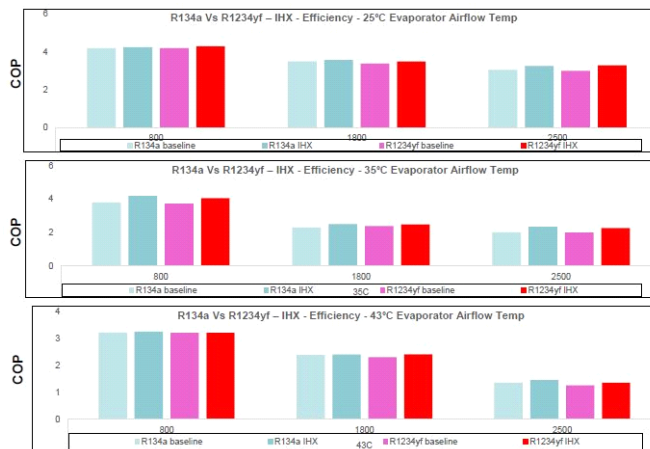 R134a Vs R1234yf – IHX - Efficiency - 25ºC Evaporator Airflow Temp
6
4
2
0
COP
800 1800 2500
R134a baseline R134a IHX R1234yf baseline R1234yf IHX
R134a Vs R1234yf – IHX - Efficiency - 35ºC Evaporator Airflow Temp
6
4
2
0
COP
800 1800 2500
R134a baseline R134a IHX 35C R1234yf baseline R1234yf IHX
R134a Vs R1234yf – IHX - Efficiency - 43ºC Evaporator Airflow Temp
4
3
2
1
0
COP
800 1800 2500
R134a baseline R134a IHX 43C R1234yf baseline R1234yf IHX